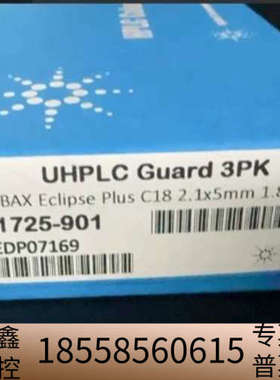 UHPLC Guard 3PK
BAX Eclipse Plus C18 2.1x5mm 1.8
1725-901
EDP07169
鑫
控
18558560615
专
普